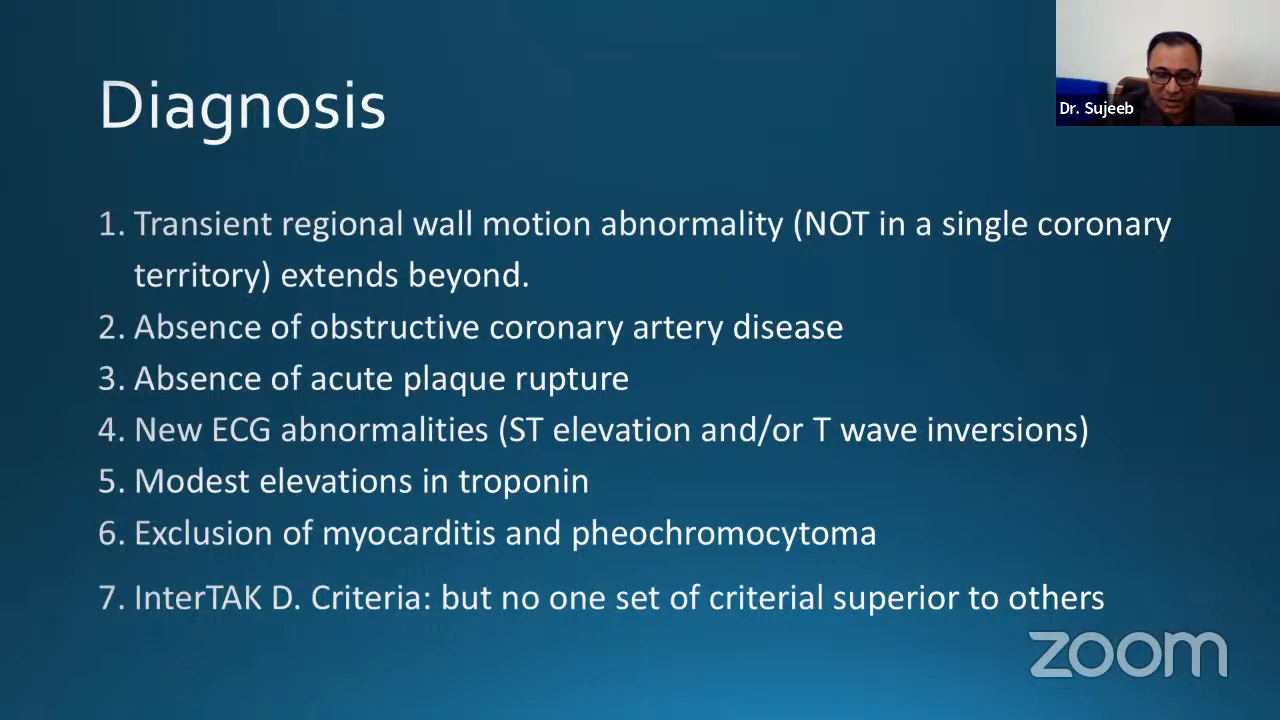 Diagnosis
Dr. Sujeeb
1. Transient regional wall motion abnormality (NOT in a single coronary
territory) extends beyond.
2. Absence of obstructive coronary artery disease
3. Absence of acute plaque rupture
4. New ECG abnormalities (ST elevation and/or T wave inversions)
5. Modest elevations in troponin
6. Exclusion of myocarditis and pheochromocytoma
7. InterTAK D. Criteria: but no one set of criterial superior to others
zoom